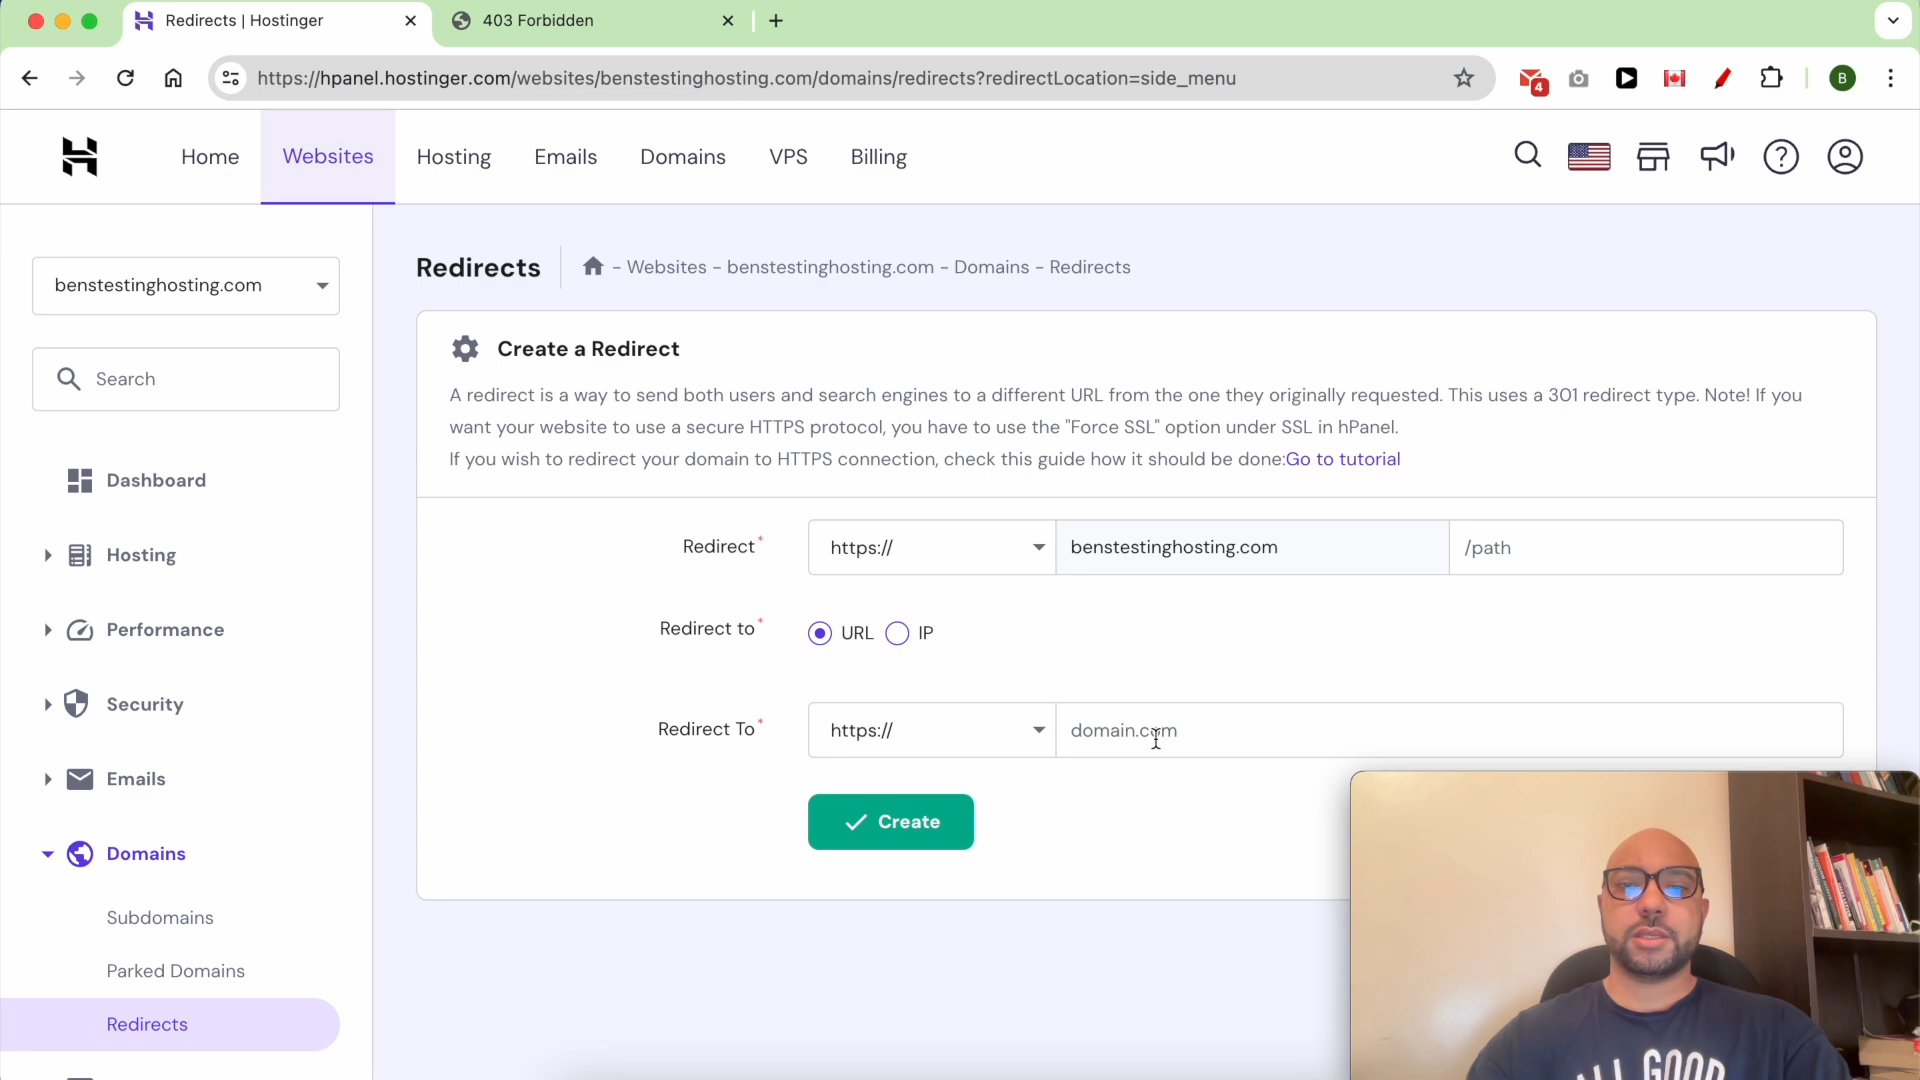 Redirects | Hostinger
403 Forbidden
https://hpanel.hostinger.com/websites/benstestinghosting.com/domains/redirects?redirectLocation=side_menu
4
B
Home
Websites
Hosting
Emails
Domains
VPS
Billing
benstestinghosting.com
Search
Dashboard
Hosting
Performance
Security
Emails
Domains
Subdomains
Parked Domains
Redirects
Redirects
- Websites - benstestinghosting.com - Domains - Redirects
Create a Redirect
A redirect is a way to send both users and search engines to a different URL from the one they originally requested. This uses a 301 redirect type. Note! If you
want your website to use a secure HTTPS protocol, you have to use the "Force SSL" option under SSL in hPanel.
If you wish to redirect your domain to HTTPS connection, check this guide how it should be done:Go to tutorial
Redirect*
https://
benstestinghosting.com
/path
Redirect to*
URL
IP
Redirect To*
https://
domain.com
Create
ALL GOOD